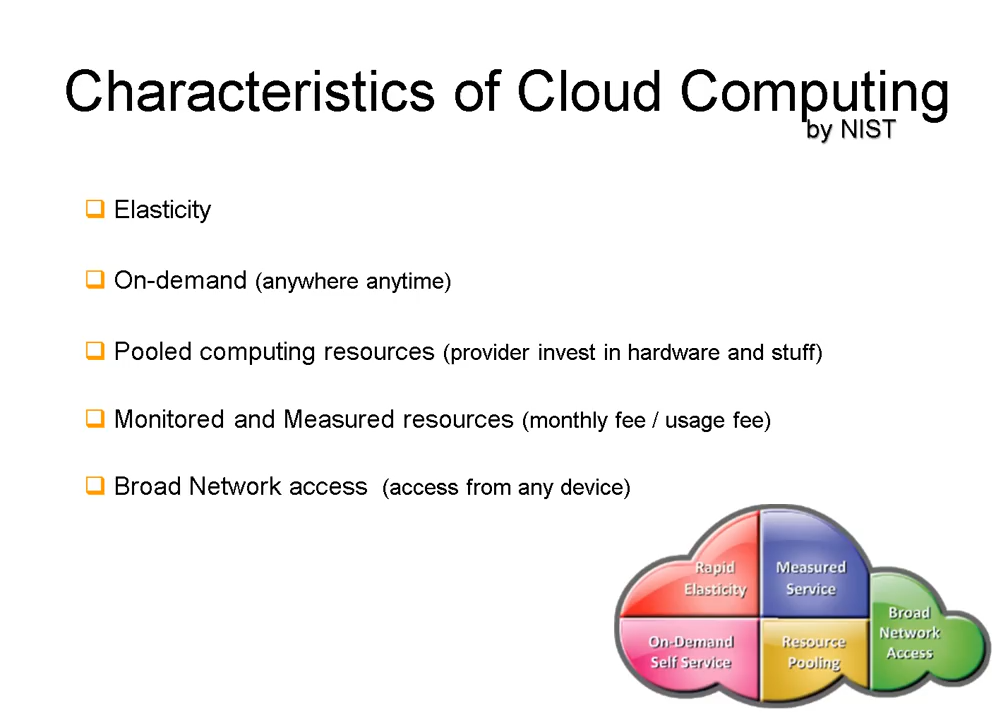 Characteristics of Cloud Computing
by NIST
Elasticity
On-demand (anywhere anytime)
Pooled computing resources (provider invest in hardware and stuff)
Monitored and Measured resources (monthly fee / usage fee)
Broad Network access (access from any device)
Rapid
Elasticity
Measured
Service
On-Demand
Self Service
Resource
Pooling
Broad
Network
Access